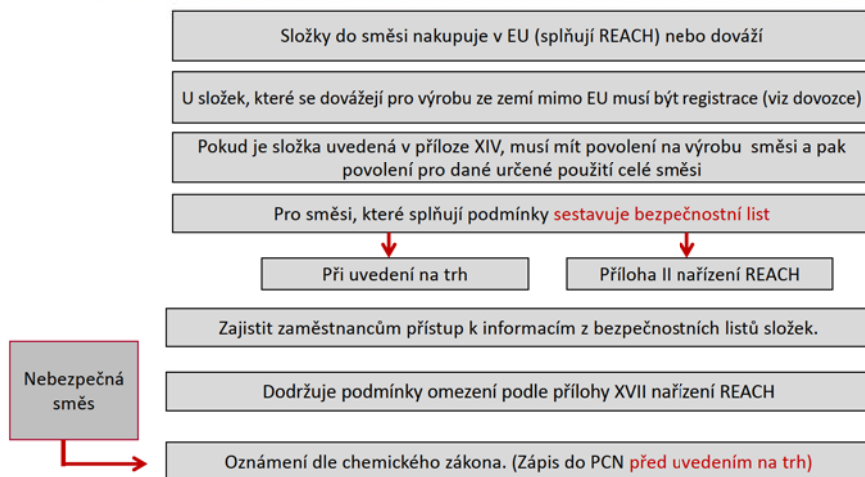 Složky do směsi nakupuje v EU (splňují REACH) nebo dováží
U složek, které se dovážejí pro výrobu ze zemí mimo EU musí být registrace (viz dovozce)
Pokud je složka uvedená v příloze XIV, musí mít povolení na výrobu směsi a pak
povolení pro dané určené použití celé směsi
Pro směsi, které splňují podmínky sestavuje bezpečnostní list
Při uvedení na trh
Příloha II nařízení REACH
Zajistit zaměstnancům přístup k informacím z bezpečnostních listů složek.
Nebezpečná
směs
Dodržuje podmínky omezení podle přílohy XVII nařízení REACH
Oznámení dle chemického zákona. (Zápis do PCN před uvedením na trh)